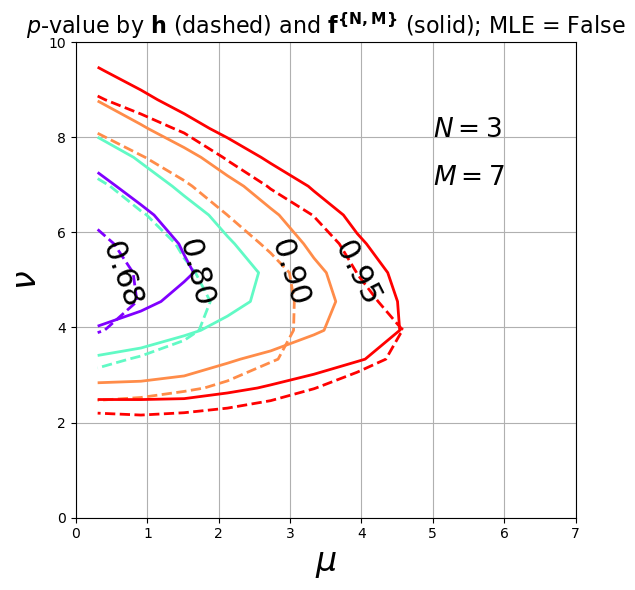 p-value by h (dashed) and f^{N,M} (solid); MLE = False
10
8
6
4
2
0
ν
N = 3
M = 7
0.68
0.80
0.90
0.95
0 1 2 3 4 5 6 7
μ